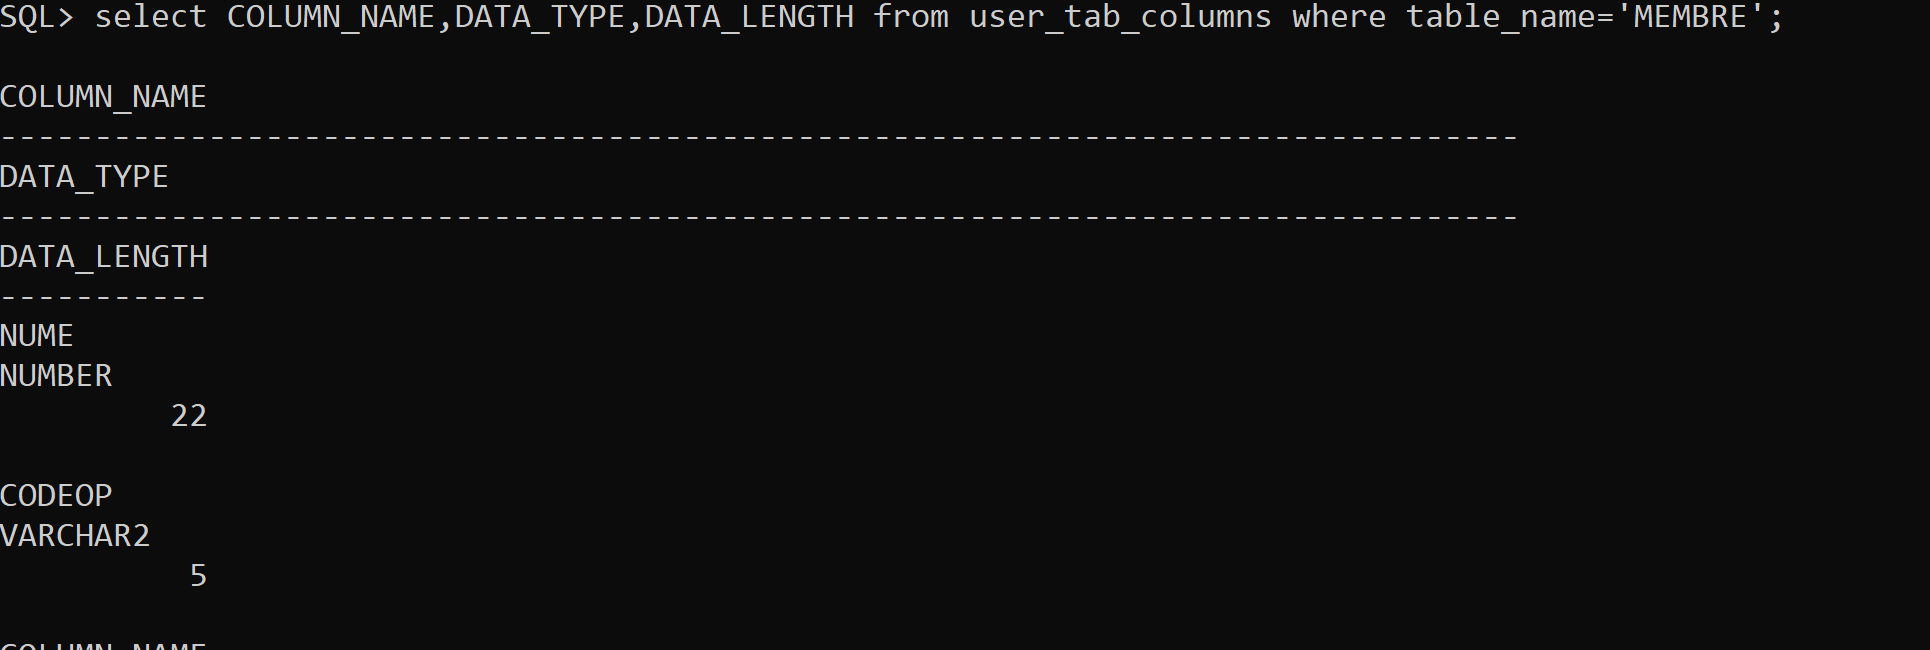 SQL> select COLUMN_NAME,DATA_TYPE,DATA_LENGTH from user_tab_columns where table_name='MEMBRE';
COLUMN_NAME
--------------------------------------------------------------------------------
DATA_TYPE
--------------------------------------------------------------------------------
DATA_LENGTH
-----------
NUME
NUMBER
22
CODEOP
VARCHAR2
5
COLUMN_NAME